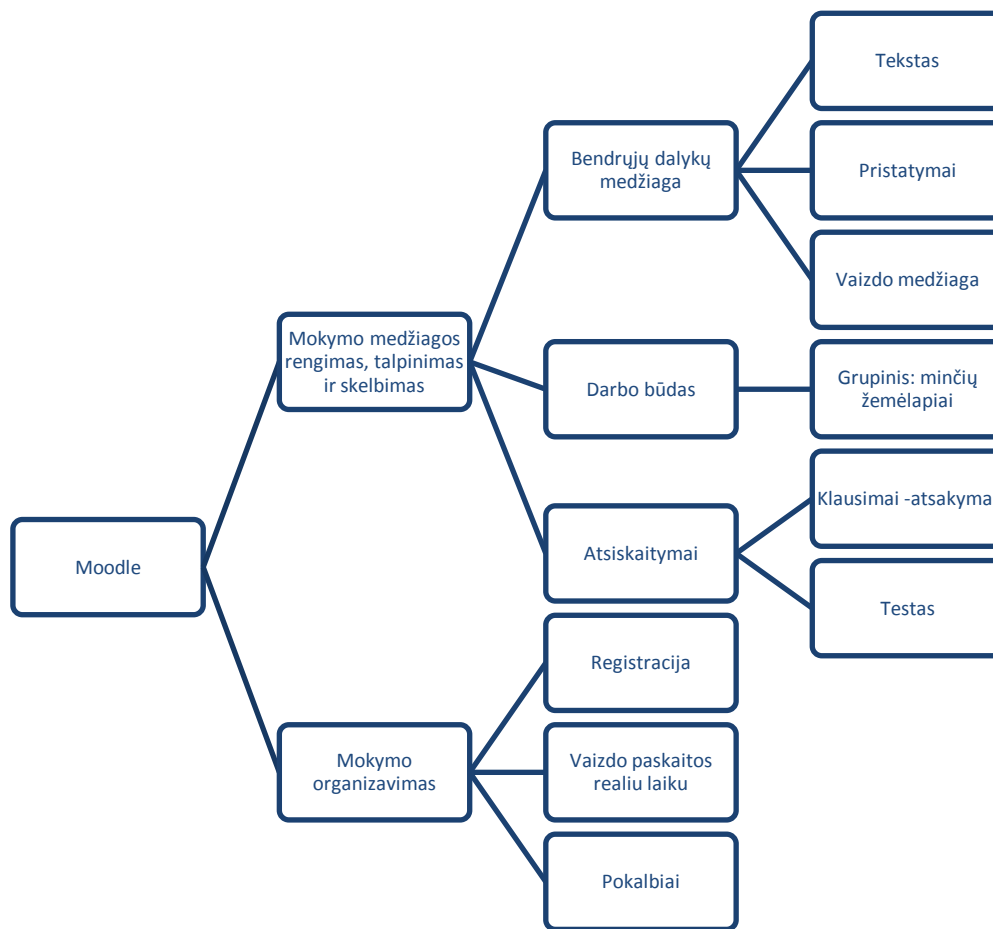 Tekstas
Bendrųjų dalykų
medžiaga
Pristatymai
Vaizdo medžiaga
Mokymo medžiagos
rengimas, talpinimas
ir skelbimas
Darbo būdas
Grupinis: minčių
žemėlapiai
Klausimai -atsakyma
Moodle
Atsiskaitymai
Testas
Registracija
Mokymo
organizavimas
Vaizdo paskaitos
realiu laiku
Pokalbiai